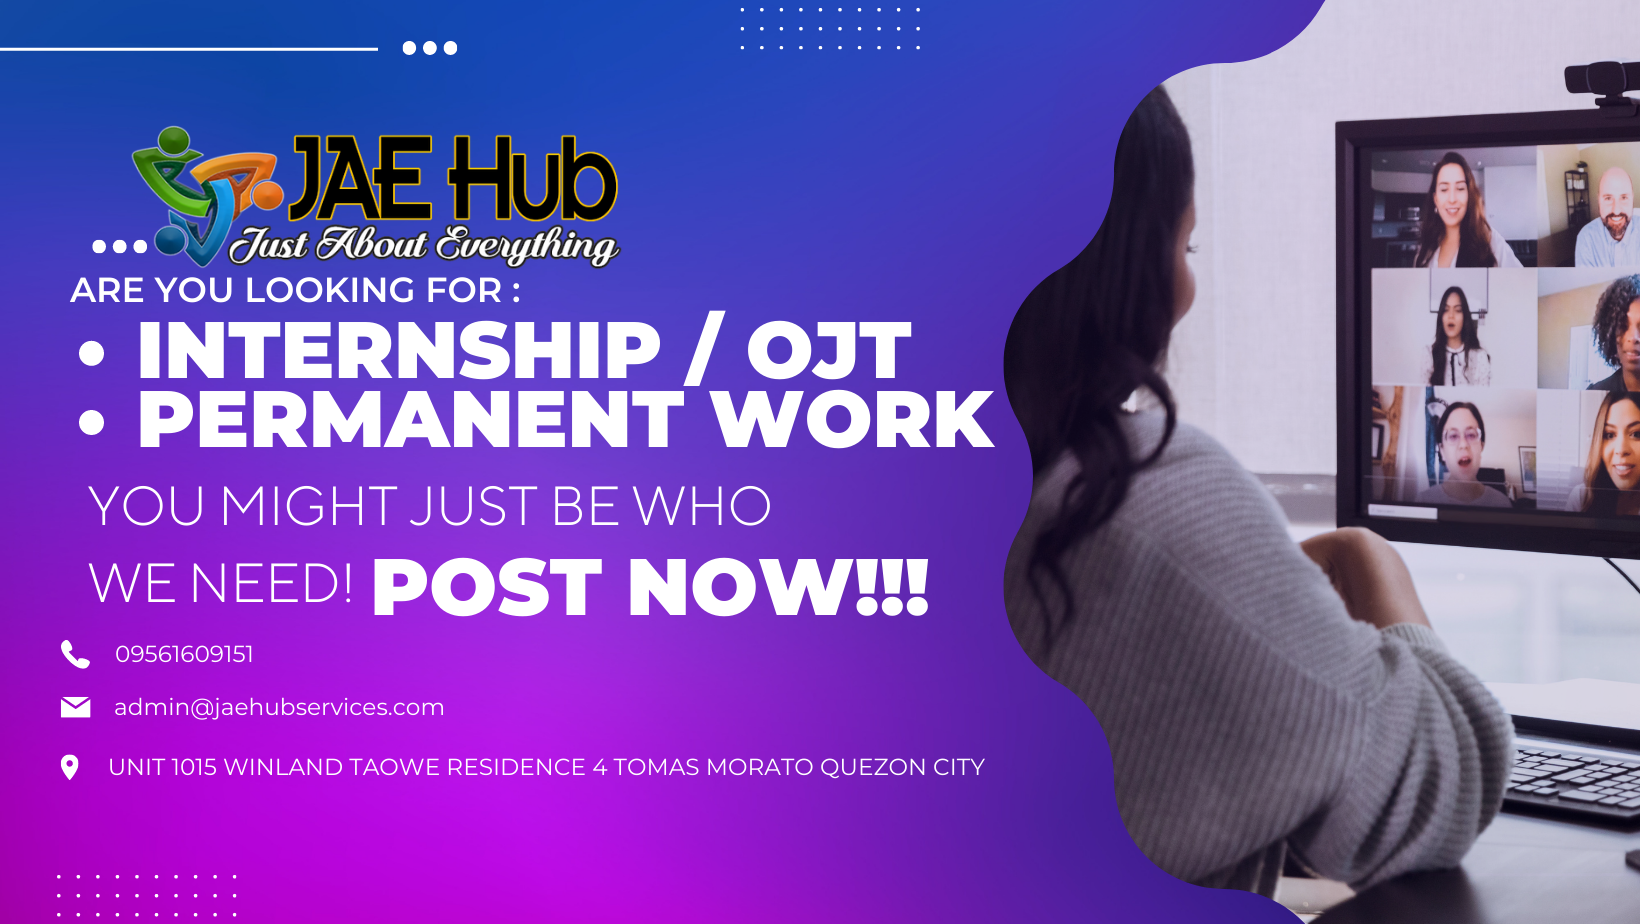 JAE Hub
Just About Everything
ARE YOU LOOKING FOR :
• INTERNSHIP / OJT
• PERMANENT WORK
YOU MIGHT JUST BE WHO
WE NEED! POST NOW!!!
09561609151
admin@jaehubservices.com
UNIT 1015 WINLAND TAOWE RESIDENCE 4 TOMAS MORATO QUEZON CITY